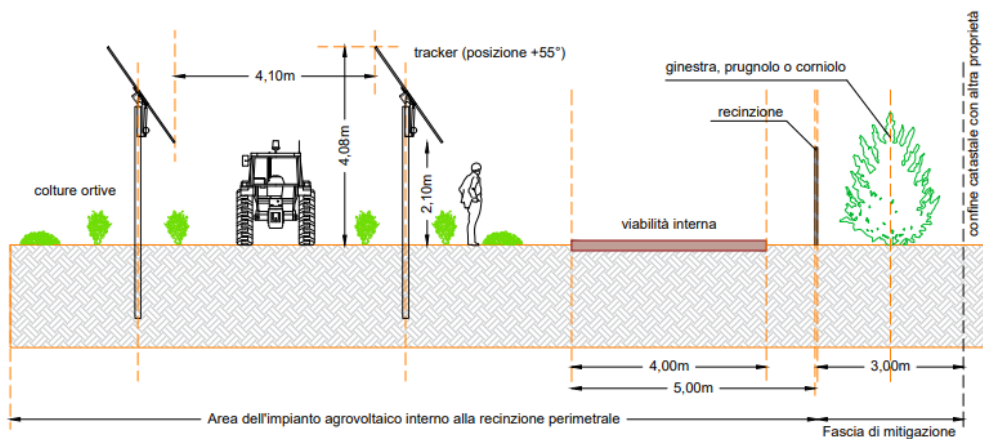 tracker (posizione +55°)
ginestra, prugnolo o corniolo
4,10m
recinzione
4,08m
confine catastale con altra proprietà
colture ortive
2,10m
viabilità interna
4,00m
3,00m
5,00m
Area dell'impianto agrovoltaico interno alla recinzione perimetrale
Fascia di mitigazione